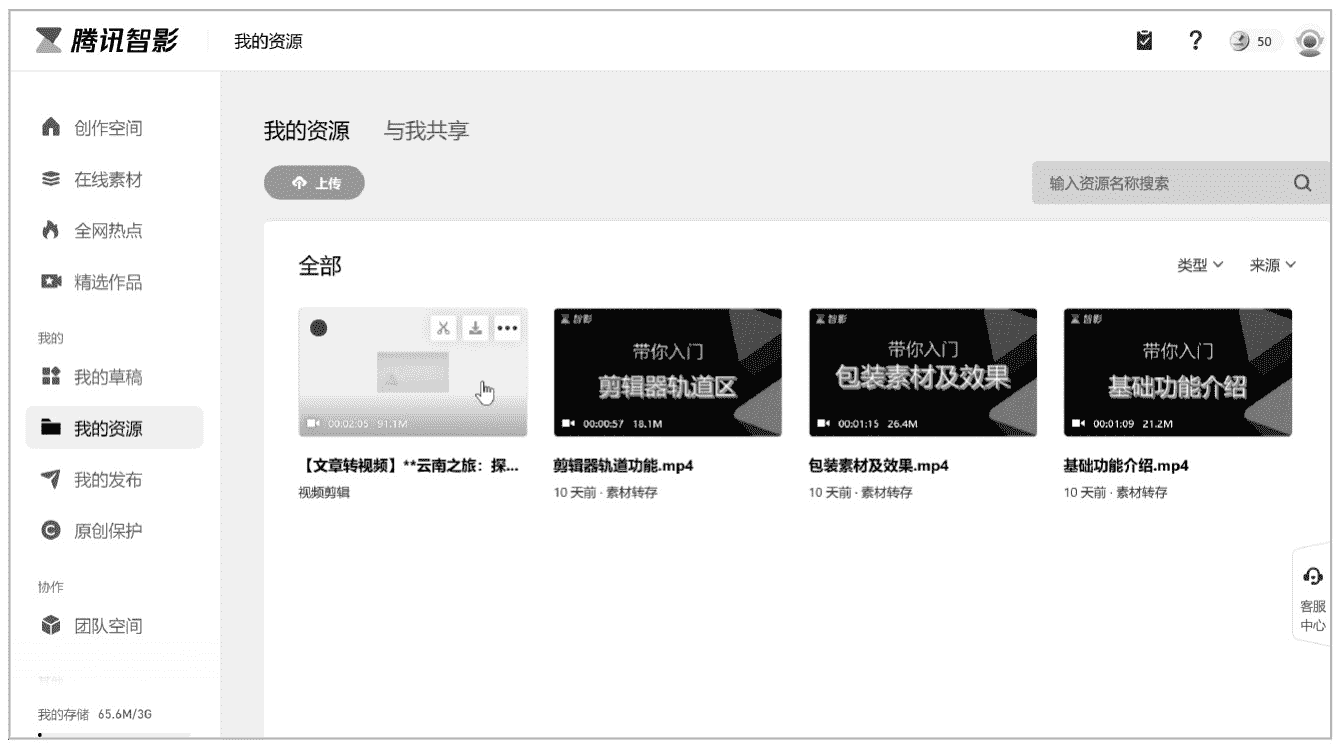 腾讯智影
我的资源
50
创作空间
在线素材
全网热点
精选作品
我的
我的草稿
我的资源
我的发布
原创保护
协作
团队空间
我的存储 65.6M/3G
我的资源 与我共享
上传
输入资源名称搜索
全部
类型 来源
00:02:05 91.1M
【文章转视频】**云南之旅：探...
视频剪辑
智影
带你入门
剪辑器轨道区
00:00:57 18.1M
剪辑器轨道功能.mp4
10 天前 · 素材转存
智影
带你入门
包装素材及效果
00:01:15 26.4M
包装素材及效果.mp4
10 天前 · 素材转存
智影
带你入门
基础功能介绍
00:01:09 21.2M
基础功能介绍.mp4
10 天前 · 素材转存
客服
中心